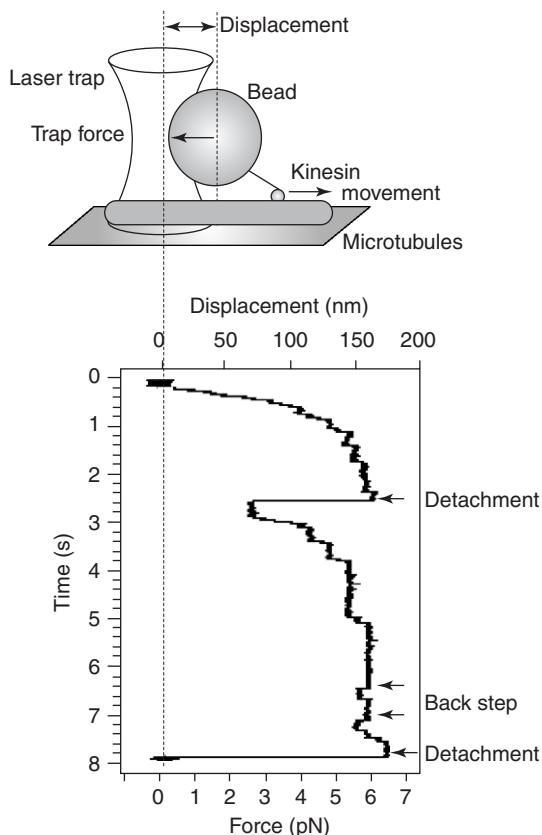 Displacement
Laser trap
Bead
Trap force
Kinesin
movement
Microtubules
Displacement (nm)
0 50 100 150 200
0
1
2
Detachment
3
Time (s)
4
5
6
Back step
7
Detachment
8
0 1 2 3 4 5 6 7
Force (pN)